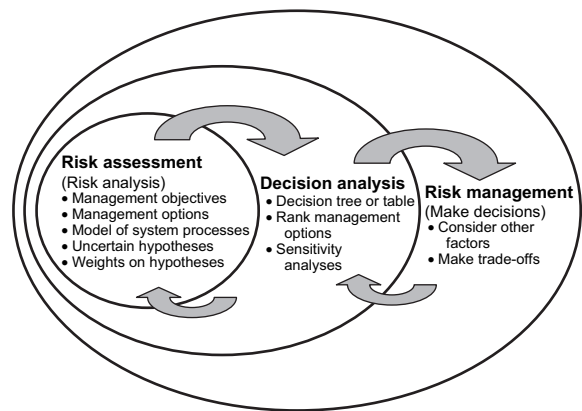 Risk assessment
(Risk analysis)
• Management objectives
• Management options
• Model of system processes
• Uncertain hypotheses
• Weights on hypotheses
Decision analysis
• Decision tree or table
• Rank management
options
• Sensitivity
analyses
Risk management
(Make decisions)
• Consider other
factors
• Make trade-offs